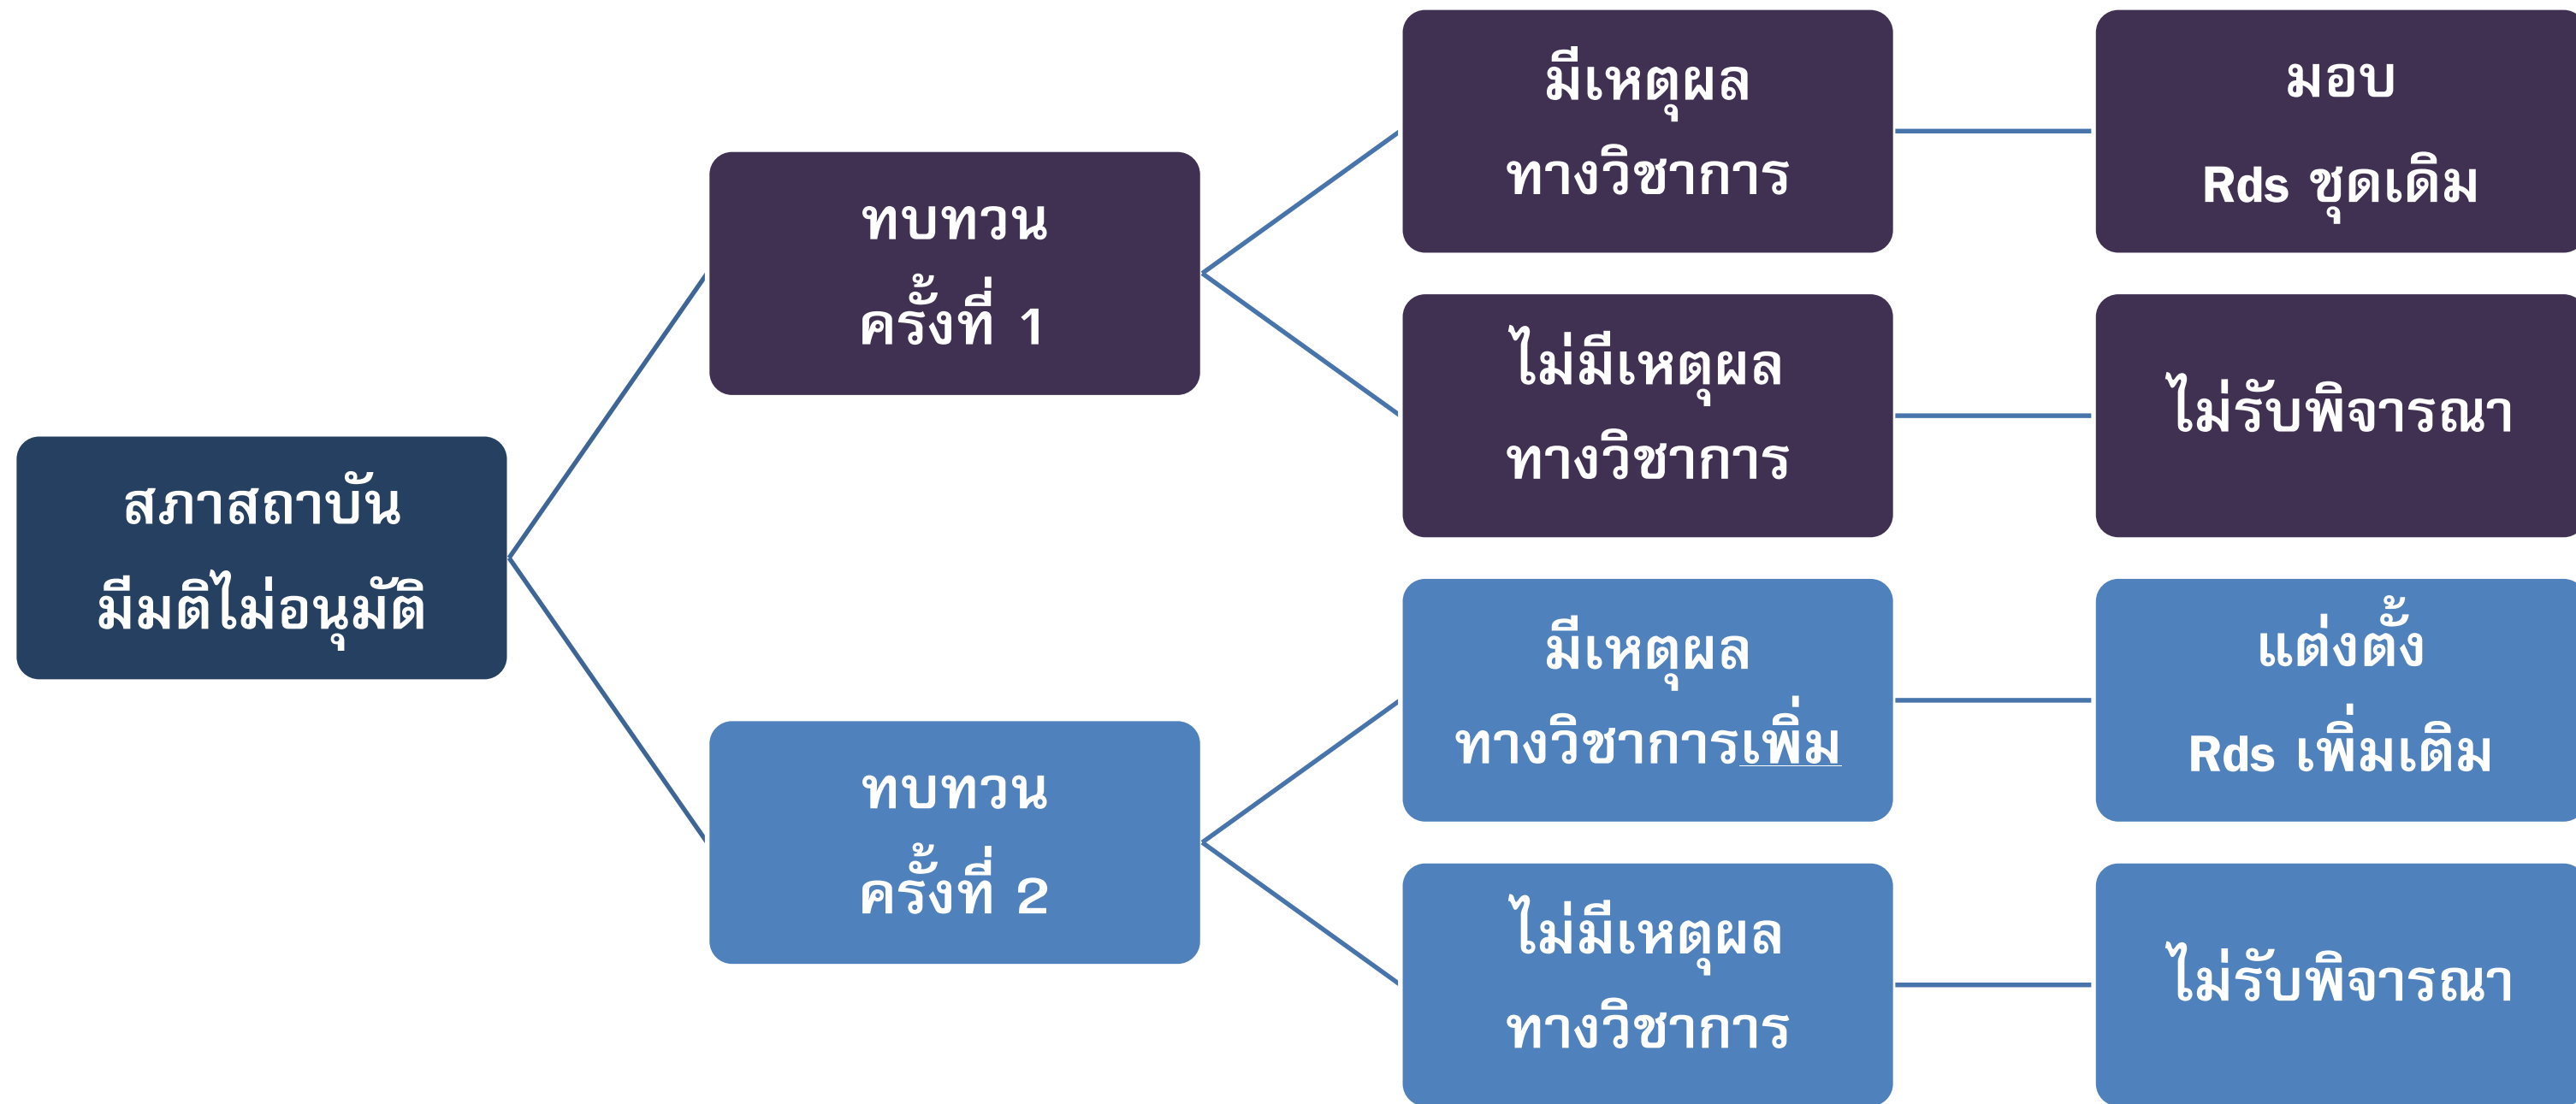 สภาสถาบัน
มีมติไม่อนุมัติ
ทบทวน
ครั้งที่ 1
มีเหตุผล
ทางวิชาการ
มอบ
Rds ชุดเดิม
ไม่มีเหตุผล
ทางวิชาการ
ไม่รับพิจารณา
ทบทวน
ครั้งที่ 2
มีเหตุผล
ทางวิชาการเพิ่ม
แต่งตั้ง
Rds เพิ่มเติม
ไม่มีเหตุผล
ทางวิชาการ
ไม่รับพิจารณา